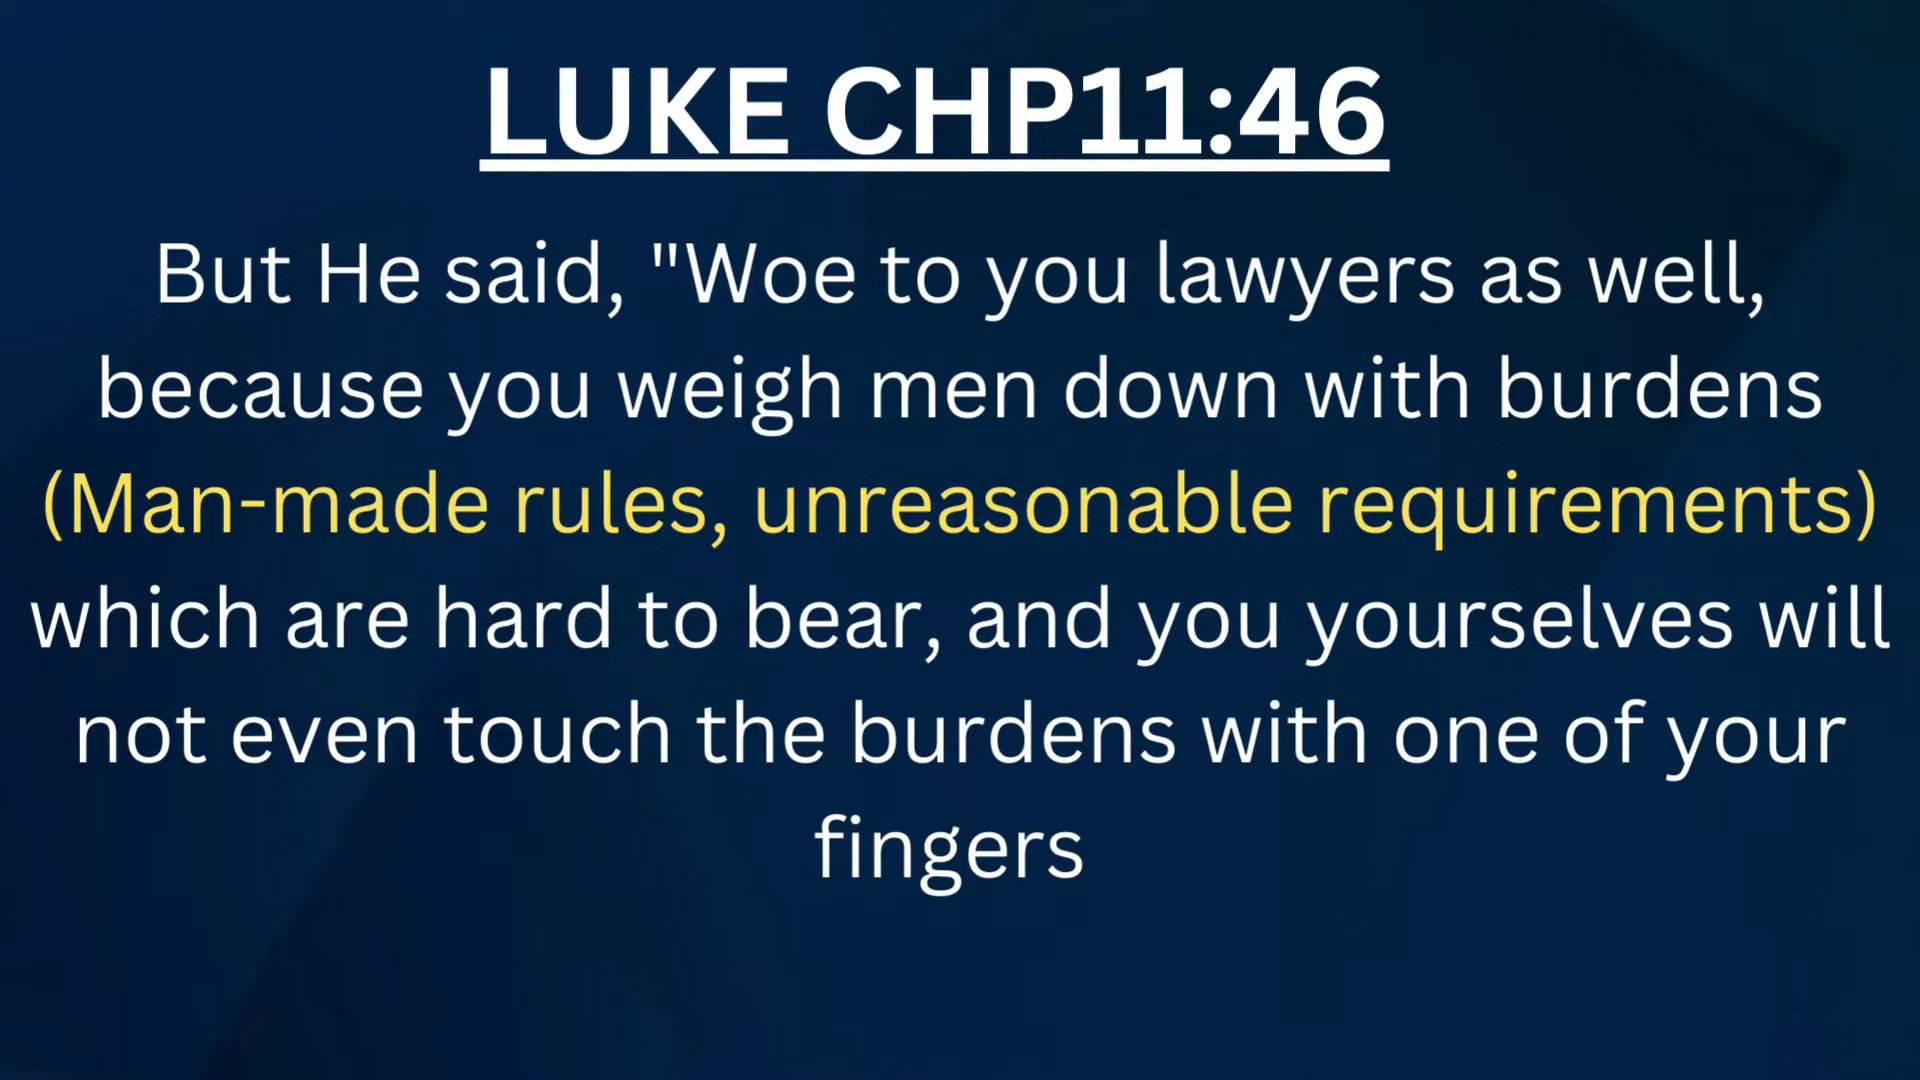 LUKE CHP11:46
But He said, "Woe to you lawyers as well,
because you weigh men down with burdens
(Man-made rules, unreasonable requirements)
which are hard to bear, and you yourselves will
not even touch the burdens with one of your
fingers